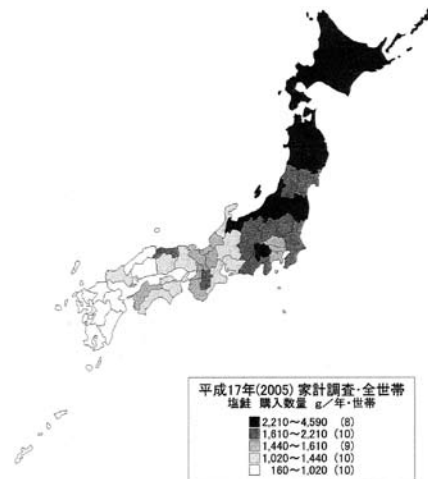 平成17年(2005) 家計調査・全世帯
塩鮭 購入数量 g/年・世帯
2,210~4,590 (8)
1,610~2,210 (10)
1,440~1,610 (9)
1,020~1,440 (10)
160~1,020 (10)